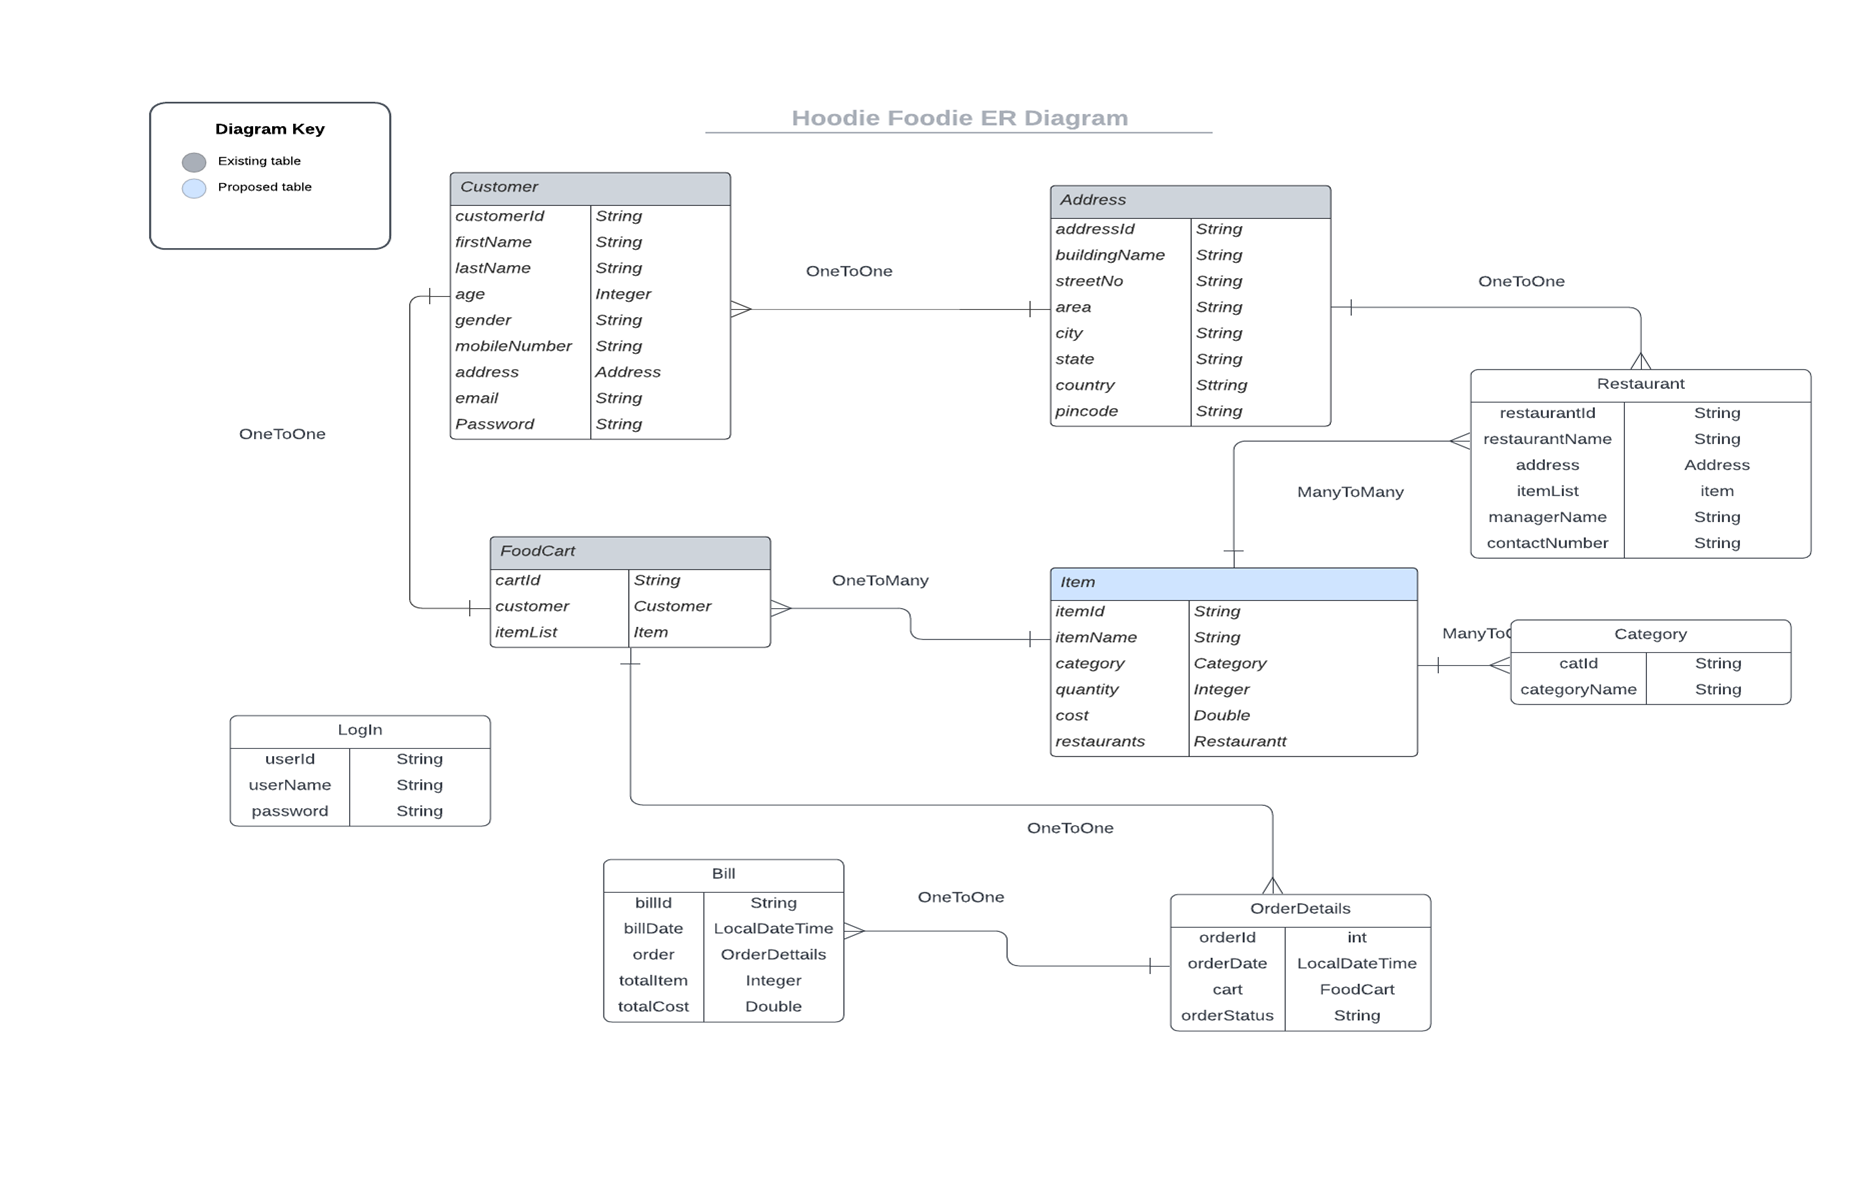 Hoodie Foodie ER Diagram
Diagram Key
Existing table
Proposed table
Customer
customerId String
firstName String
lastName String
age Integer
gender String
mobileNumber String
address Address
email String
Password String
OneToOne
Address
addressId String
buildingName String
streetNo String
area String
city String
state String
country Sttring
pincode String
OneToOne
Restaurant
restaurantId String
restaurantName String
address Address
itemList item
managerName String
contactNumber String
OneToOne
ManyToMany
FoodCart
cartId String
customer Customer
itemList Item
OneToMany
Item
itemId String
itemName String
category Category
quantity Integer
cost Double
restaurants Restaurantt
Category
catId String
categoryName String
LogIn
userId String
userName String
password String
OneToOne
Bill
billId String
billDate LocalDateTime
order OrderDettails
totalItem Integer
totalCost Double
OneToOne
OrderDetails
orderId int
orderDate LocalDateTime
cart FoodCart
orderStatus String